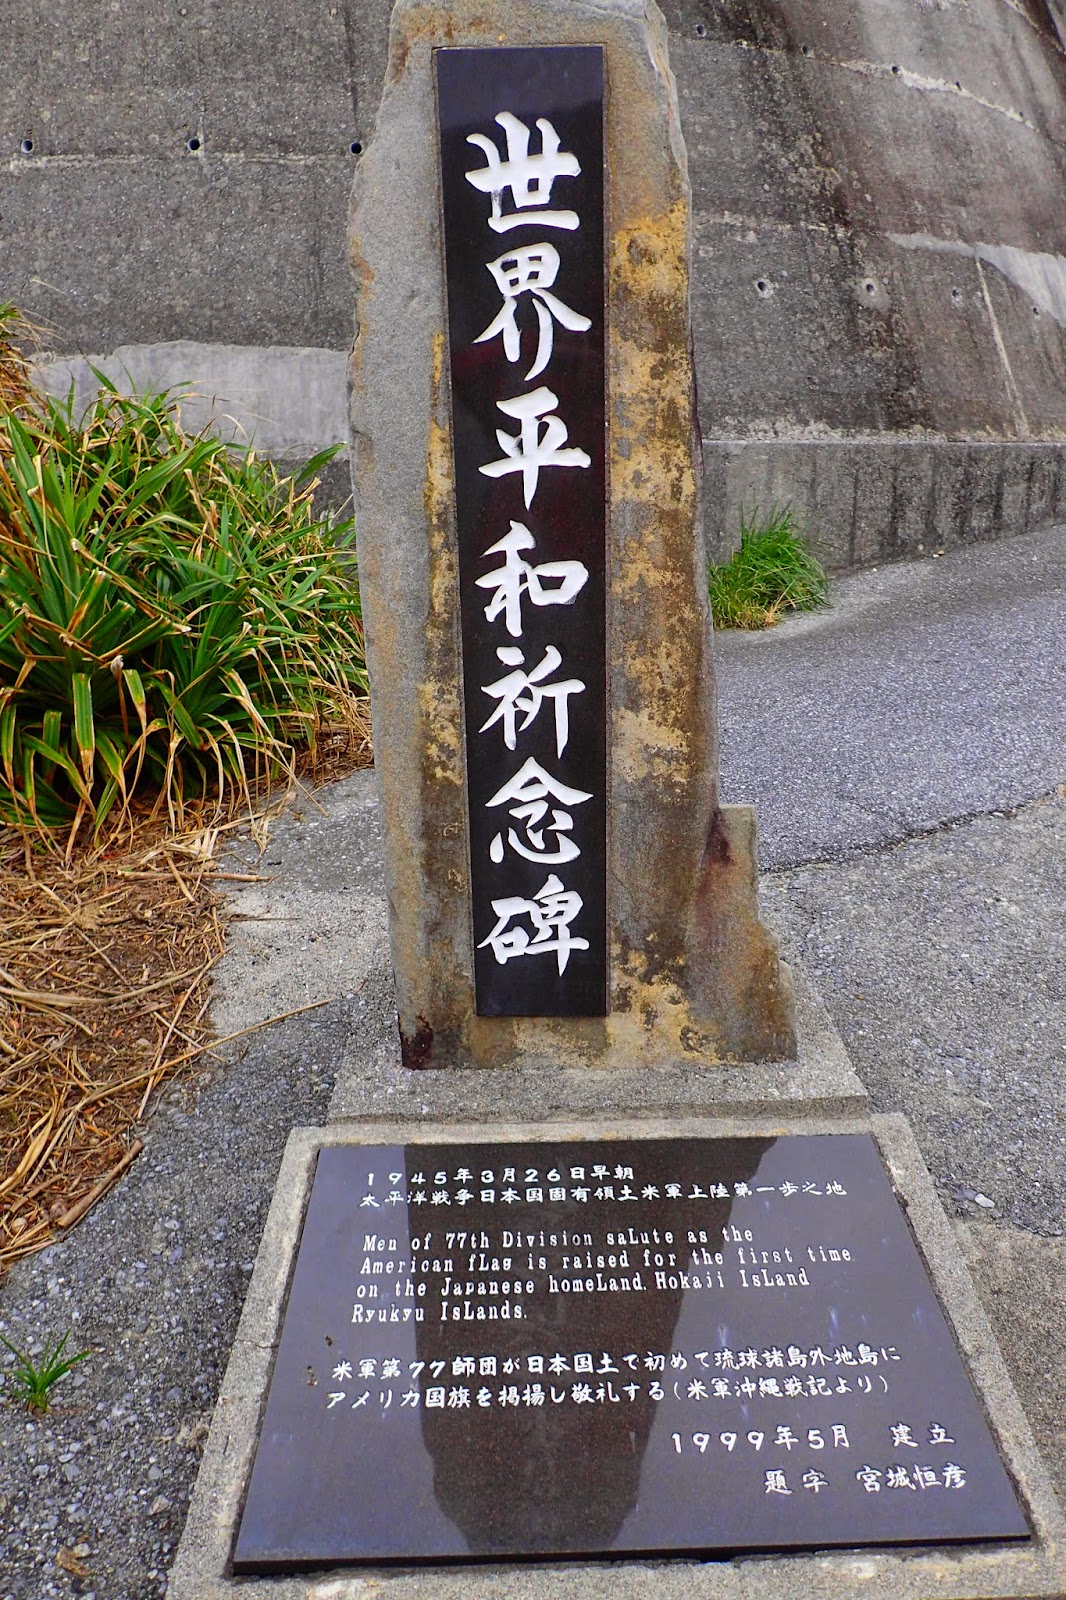 世界平和祈念碑
1945年3月26日早朝
太平洋戦争日本国固有領土米軍上陸第一歩之地
Men of 77th Division saLute as the
American fLag is raised for the first time
on the Japanese homeLand. Hokaji IsLand
Ryukyu IsLands.
米軍第77師団が日本国土で初めて琉球諸島外地島に
アメリカ国旗を掲揚し敬礼する(米軍沖縄戦記より)
1999年5月 建立
題字 宮城恒彦